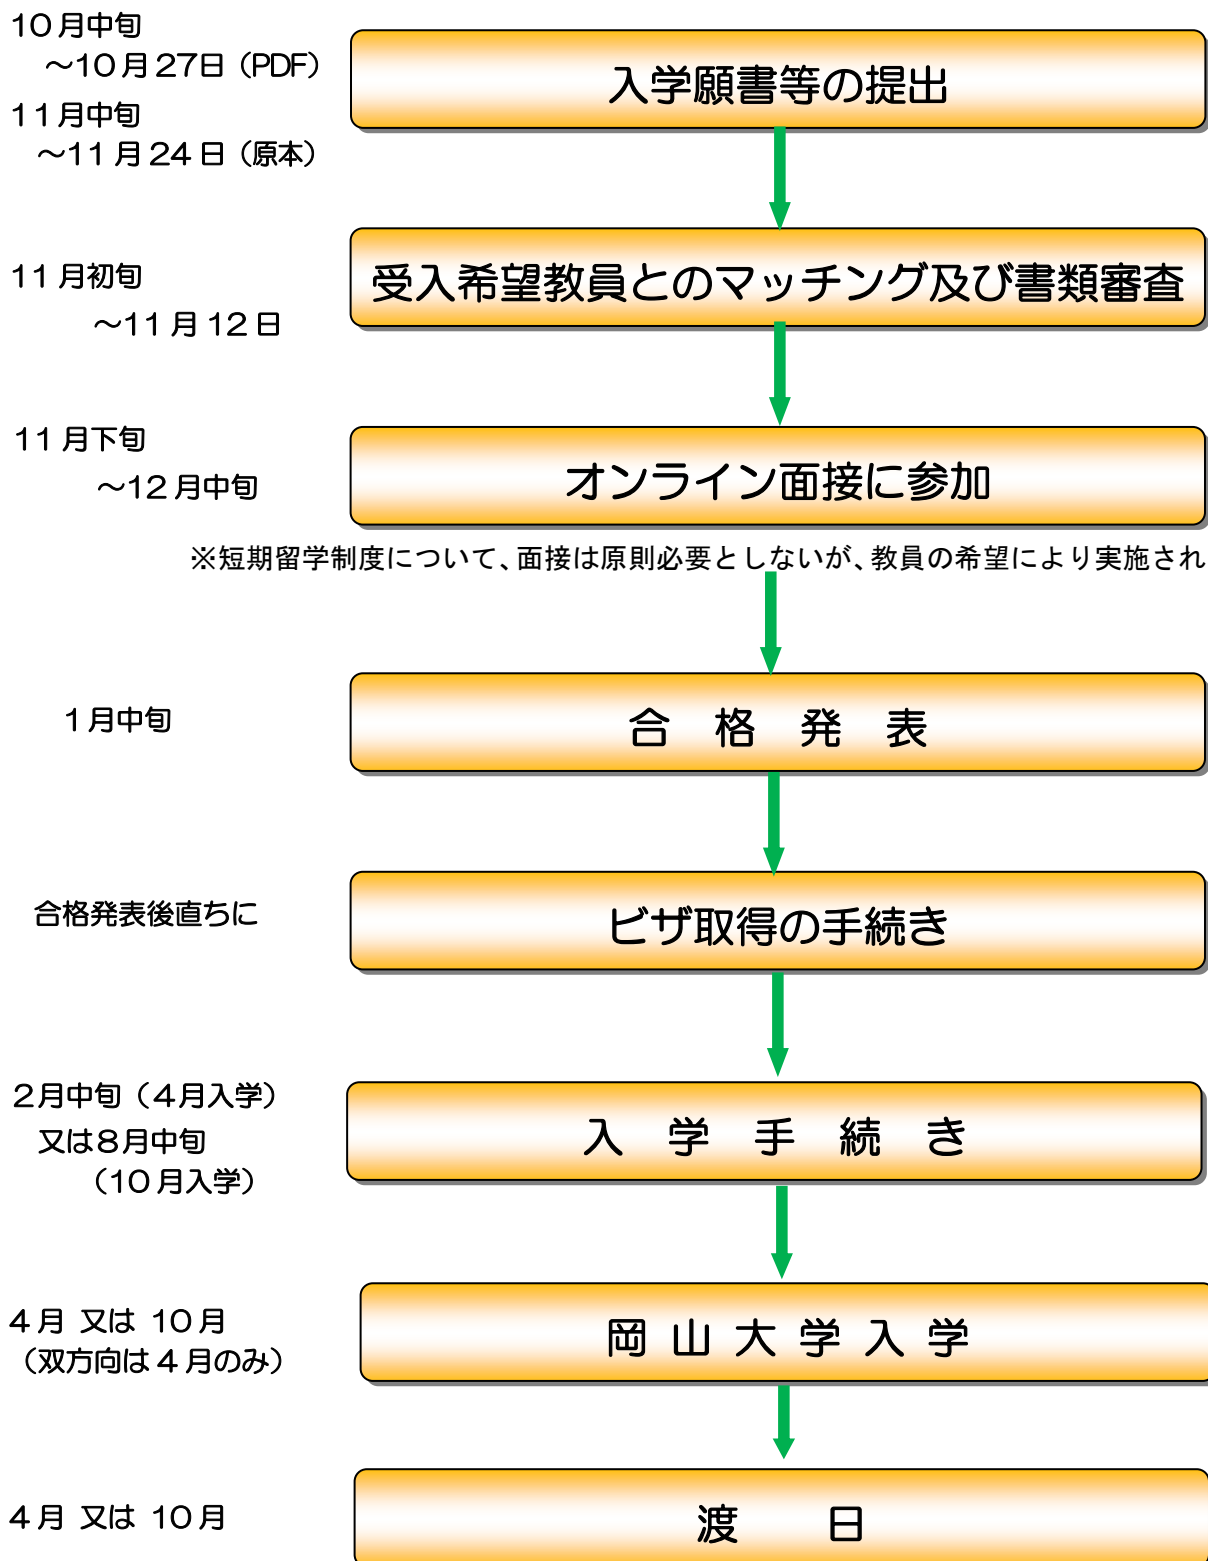 10月中旬
～10月27日（PDF）
11月中旬
～11月24日（原本）
入学願書等の提出
11月初旬
～11月12日
受入希望教員とのマッチング及び書類審査
11月下旬
～12月中旬
オンライン面接に参加
※短期留学制度について、面接は原則必要としないが、教員の希望により実施され
1月中旬
合格発表
合格発表後直ちに
ビザ取得の手続き
2月中旬（4月入学）
又は8月中旬
（10月入学）
入学手続き
4月 又は 10月
（双方向は4月のみ）
岡山大学入学
4月 又は 10月
渡日